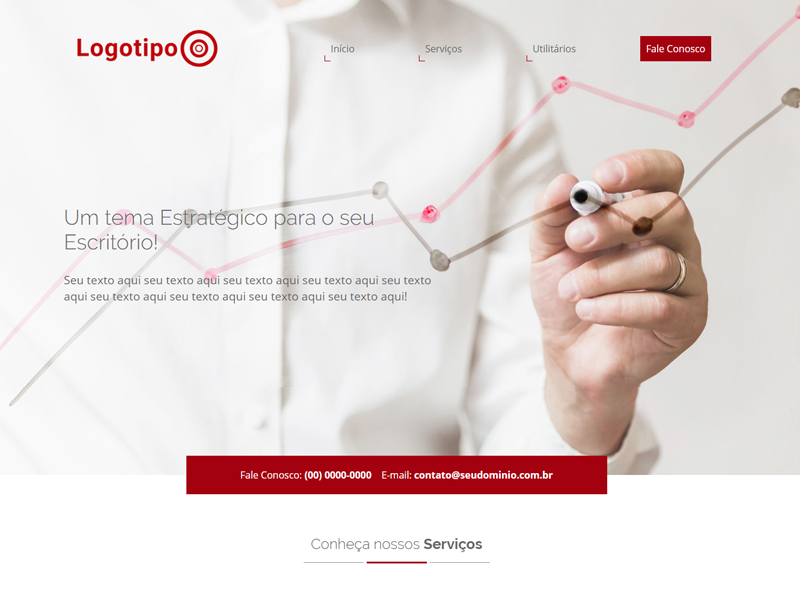 Logotipo
Início
Serviços
Utilitários
Fale Conosco
Um tema Estratégico para o seu
Escritório!
Seu texto aqui seu texto aqui seu texto aqui seu texto aqui seu texto
aqui seu texto aqui seu texto aqui seu texto aqui seu texto aqui!
Fale Conosco: (00) 0000-0000 E-mail: contato@seudominio.com.br
Conheça nossos Serviços